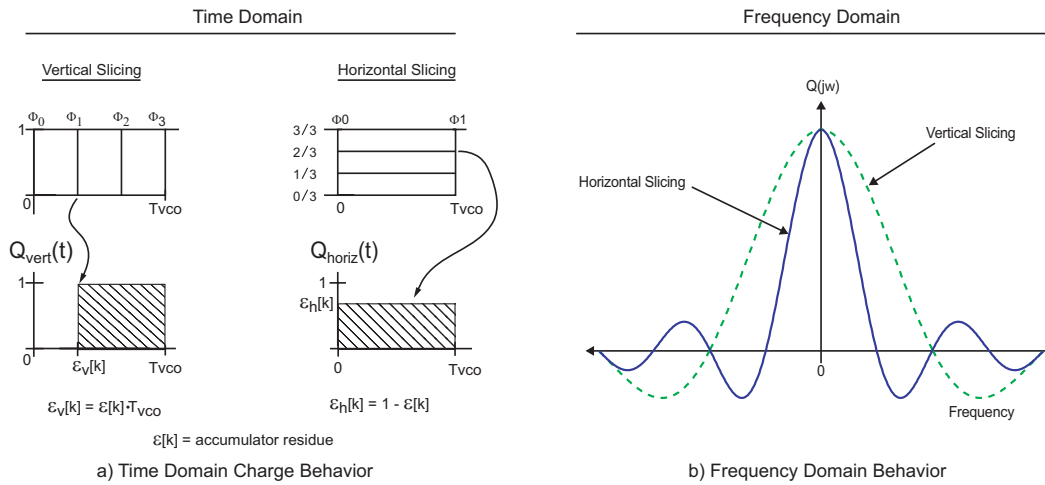 Time Domain
Frequency Domain
Vertical Slicing
Horizontal Slicing
Φ0 Φ1 Φ2 Φ3
1
0
Tvco
Φ0 Φ1
3/3
2/3
1/3
0/3
0
Tvco
Qvert(t)
1
0
εv[k]
Tvco
Qhoriz(t)
1
εh[k]
0
Tvco
εv[k] = ε[k]·Tvco
εh[k] = 1 - ε[k]
ε[k] = accumulator residue
Q(jw)
Vertical Slicing
Horizontal Slicing
0
Frequency
a) Time Domain Charge Behavior
b) Frequency Domain Behavior